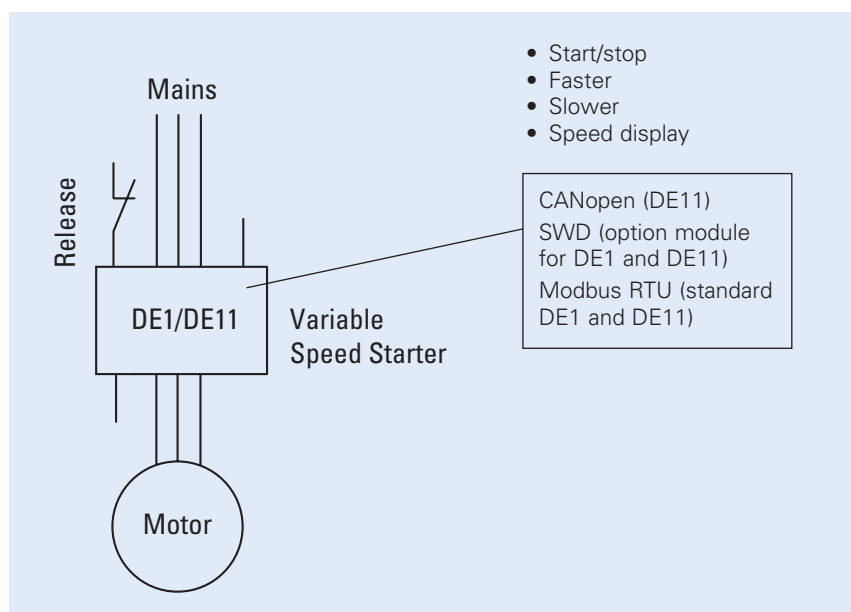 • Start/stop
• Faster
• Slower
• Speed display
Mains
Release
CANopen (DE11)
SWD (option module
for DE1 and DE11)
Modbus RTU (standard
DE1 and DE11)
DE1/DE11
Variable
Speed Starter
Motor